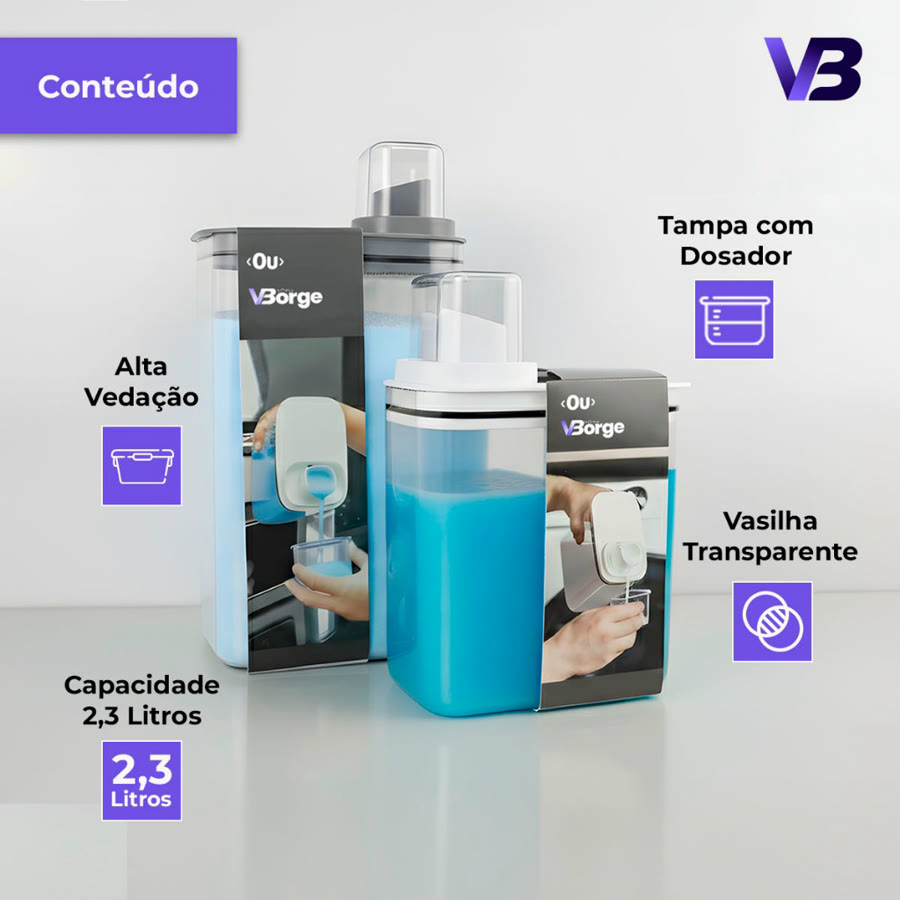 Conteúdo
VB
Tampa com
Dosador
‹Ou›
VBorge
Alta
Vedação
‹Ou›
VBorge
Vasilha
Transparente
Capacidade
2,3 Litros
2,3
Litros